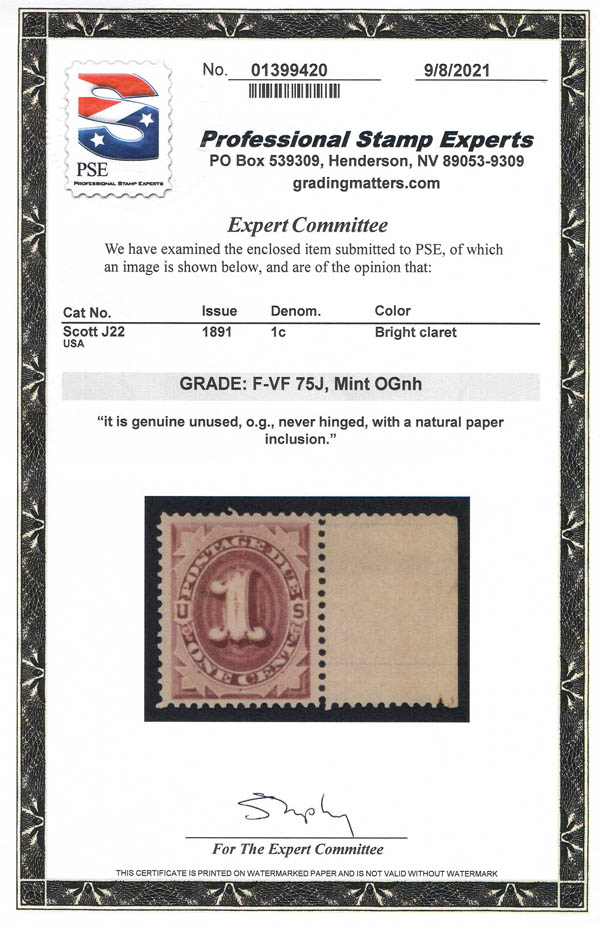 No. 01399420 9/8/2021
PSE
PROFESSIONAL STAMP EXPERTS
Professional Stamp Experts
PO Box 539309, Henderson, NV 89053-9309
gradingmatters.com
Expert Committee
We have examined the enclosed item submitted to PSE, of which
an image is shown below, and are of the opinion that:
Cat No. Issue Denom. Color
Scott J22 1891 1c Bright claret
USA
GRADE: F-VF 75J, Mint OGnh
“it is genuine unused, o.g., never hinged, with a natural paper
inclusion.”
POSTAGE DUE
U 1 S
ONE CENT
For The Expert Committee
THIS CERTIFICATE IS PRINTED ON WATERMARKED PAPER AND IS NOT VALID WITHOUT WATERMARK